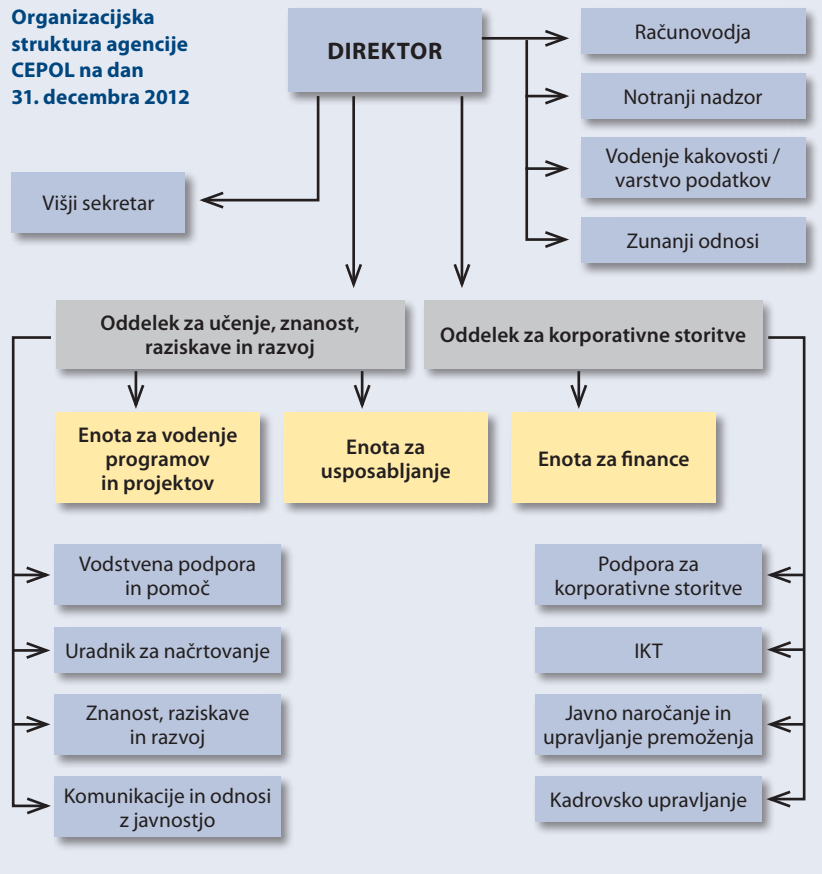 Organizacijska
struktura agencije
CEPOL na dan
31. decembra 2012
DIREKTOR
Računovodja
Notranji nadzor
Vodenje kakovosti /
varstvo podatkov
Zunanji odnosi
Višji sekretar
Oddelek za učenje, znanost,
raziskave in razvoj
Oddelek za korporativne storitve
Enota za vodenje
programov
in projektov
Enota za
usposabljanje
Enota za finance
Vodstvena podpora
in pomoč
Uradnik za načrtovanje
Znanost, raziskave
in razvoj
Komunikacije in odnosi
z javnostjo
Podpora za
korporativne storitve
IKT
Javno naročanje in
upravljanje premoženja
Kadrovsko upravljanje